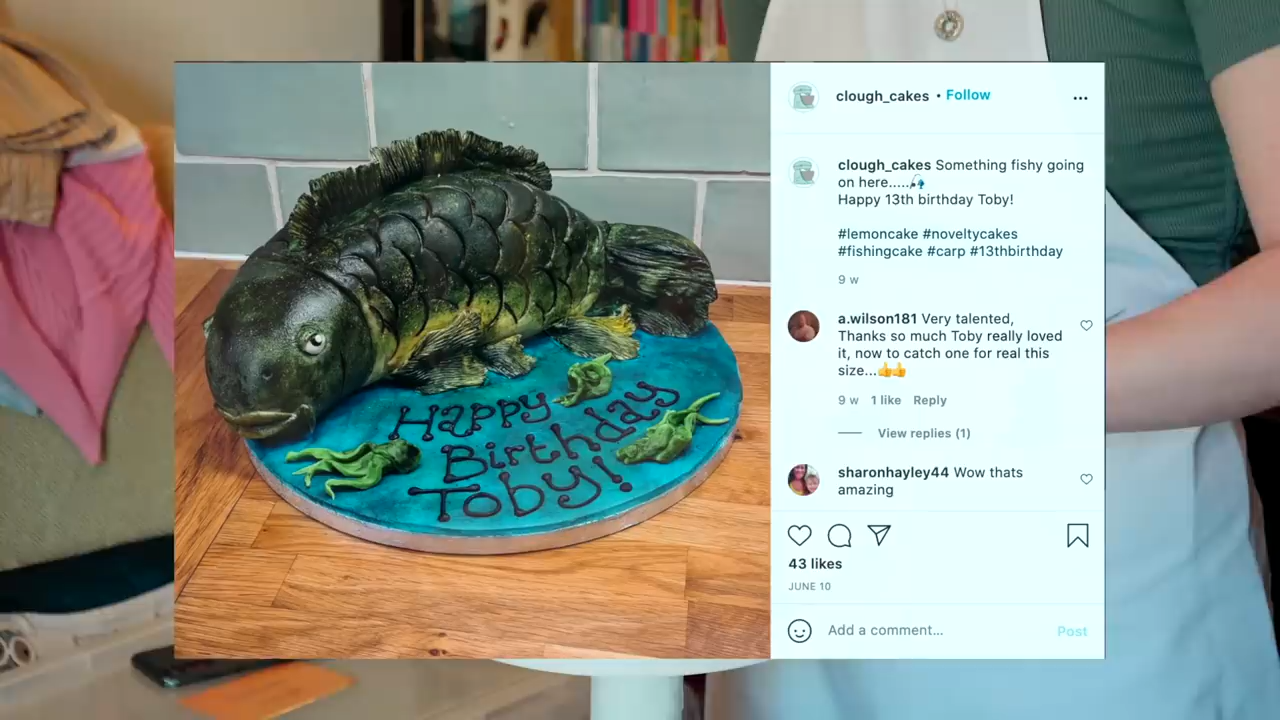 Happy
Birthday
Toby!
clough_cakes • Follow
clough_cakes Something fishy going
on here.....🎣
Happy 13th birthday Toby!
#lemoncake #noveltycakes
#fishingcake #carp #13thbirthday
9 w
a.wilson181 Very talented,
Thanks so much Toby really loved
it, now to catch one for real this
size...👍👍
9 w 1 like Reply
View replies (1)
sharonhayley44 Wow thats
amazing
43 likes
JUNE 10
Add a comment... Post